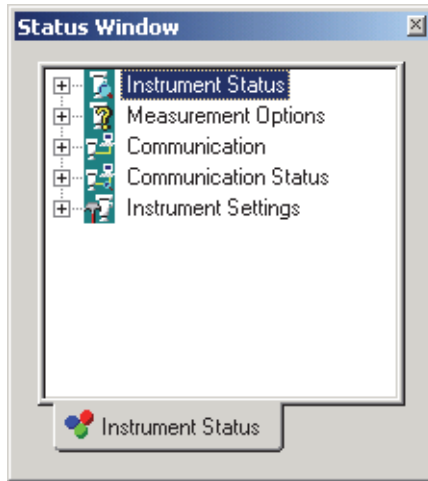 Status Window
Instrument Status
Measurement Options
Communication
Communication Status
Instrument Settings
Instrument Status